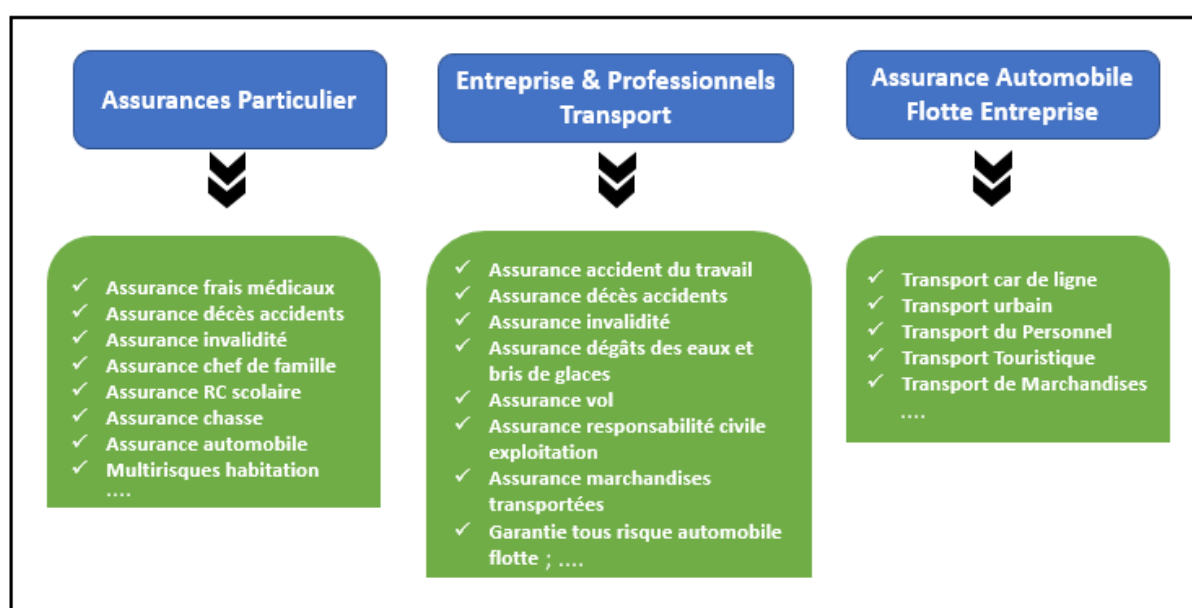 Assurances Particulier
Assurance frais médicaux
Assurance décès accidents
Assurance invalidité
Assurance chef de famille
Assurance RC scolaire
Assurance chasse
Assurance automobile
Multirisques habitation
....
Entreprise & Professionnels
Transport
Assurance accident du travail
Assurance décès accidents
Assurance invalidité
Assurance dégâts des eaux et
bris de glaces
Assurance vol
Assurance responsabilité civile
exploitation
Assurance marchandises
transportées
Garantie tous risque automobile
flotte ; ....
Assurance Automobile
Flotte Entreprise
Transport car de ligne
Transport urbain
Transport du Personnel
Transport Touristique
Transport de Marchandises
....